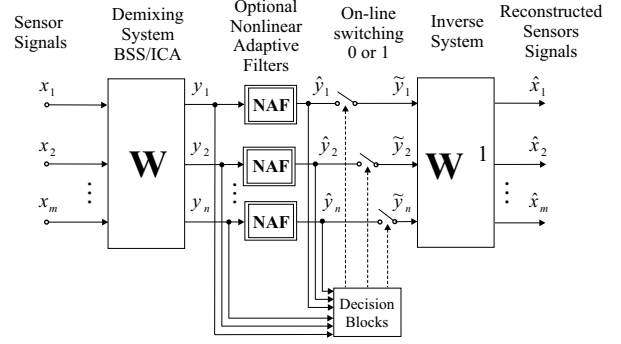 Sensor
Signals
Demixing
System
BSS/ICA
Optional
Nonlinear
Adaptive
Filters
On-line
switching
0 or 1
Inverse
System
Reconstructed
Sensors
Signals
x1 y1 NAF ŷ1 ỹ1 x̂1
x2 W y2 NAF ŷ2 ỹ2 W 1 x̂2
⋮ ⋮ ⋮
xm yn NAF ŷn ỹn x̂m
Decision
Blocks